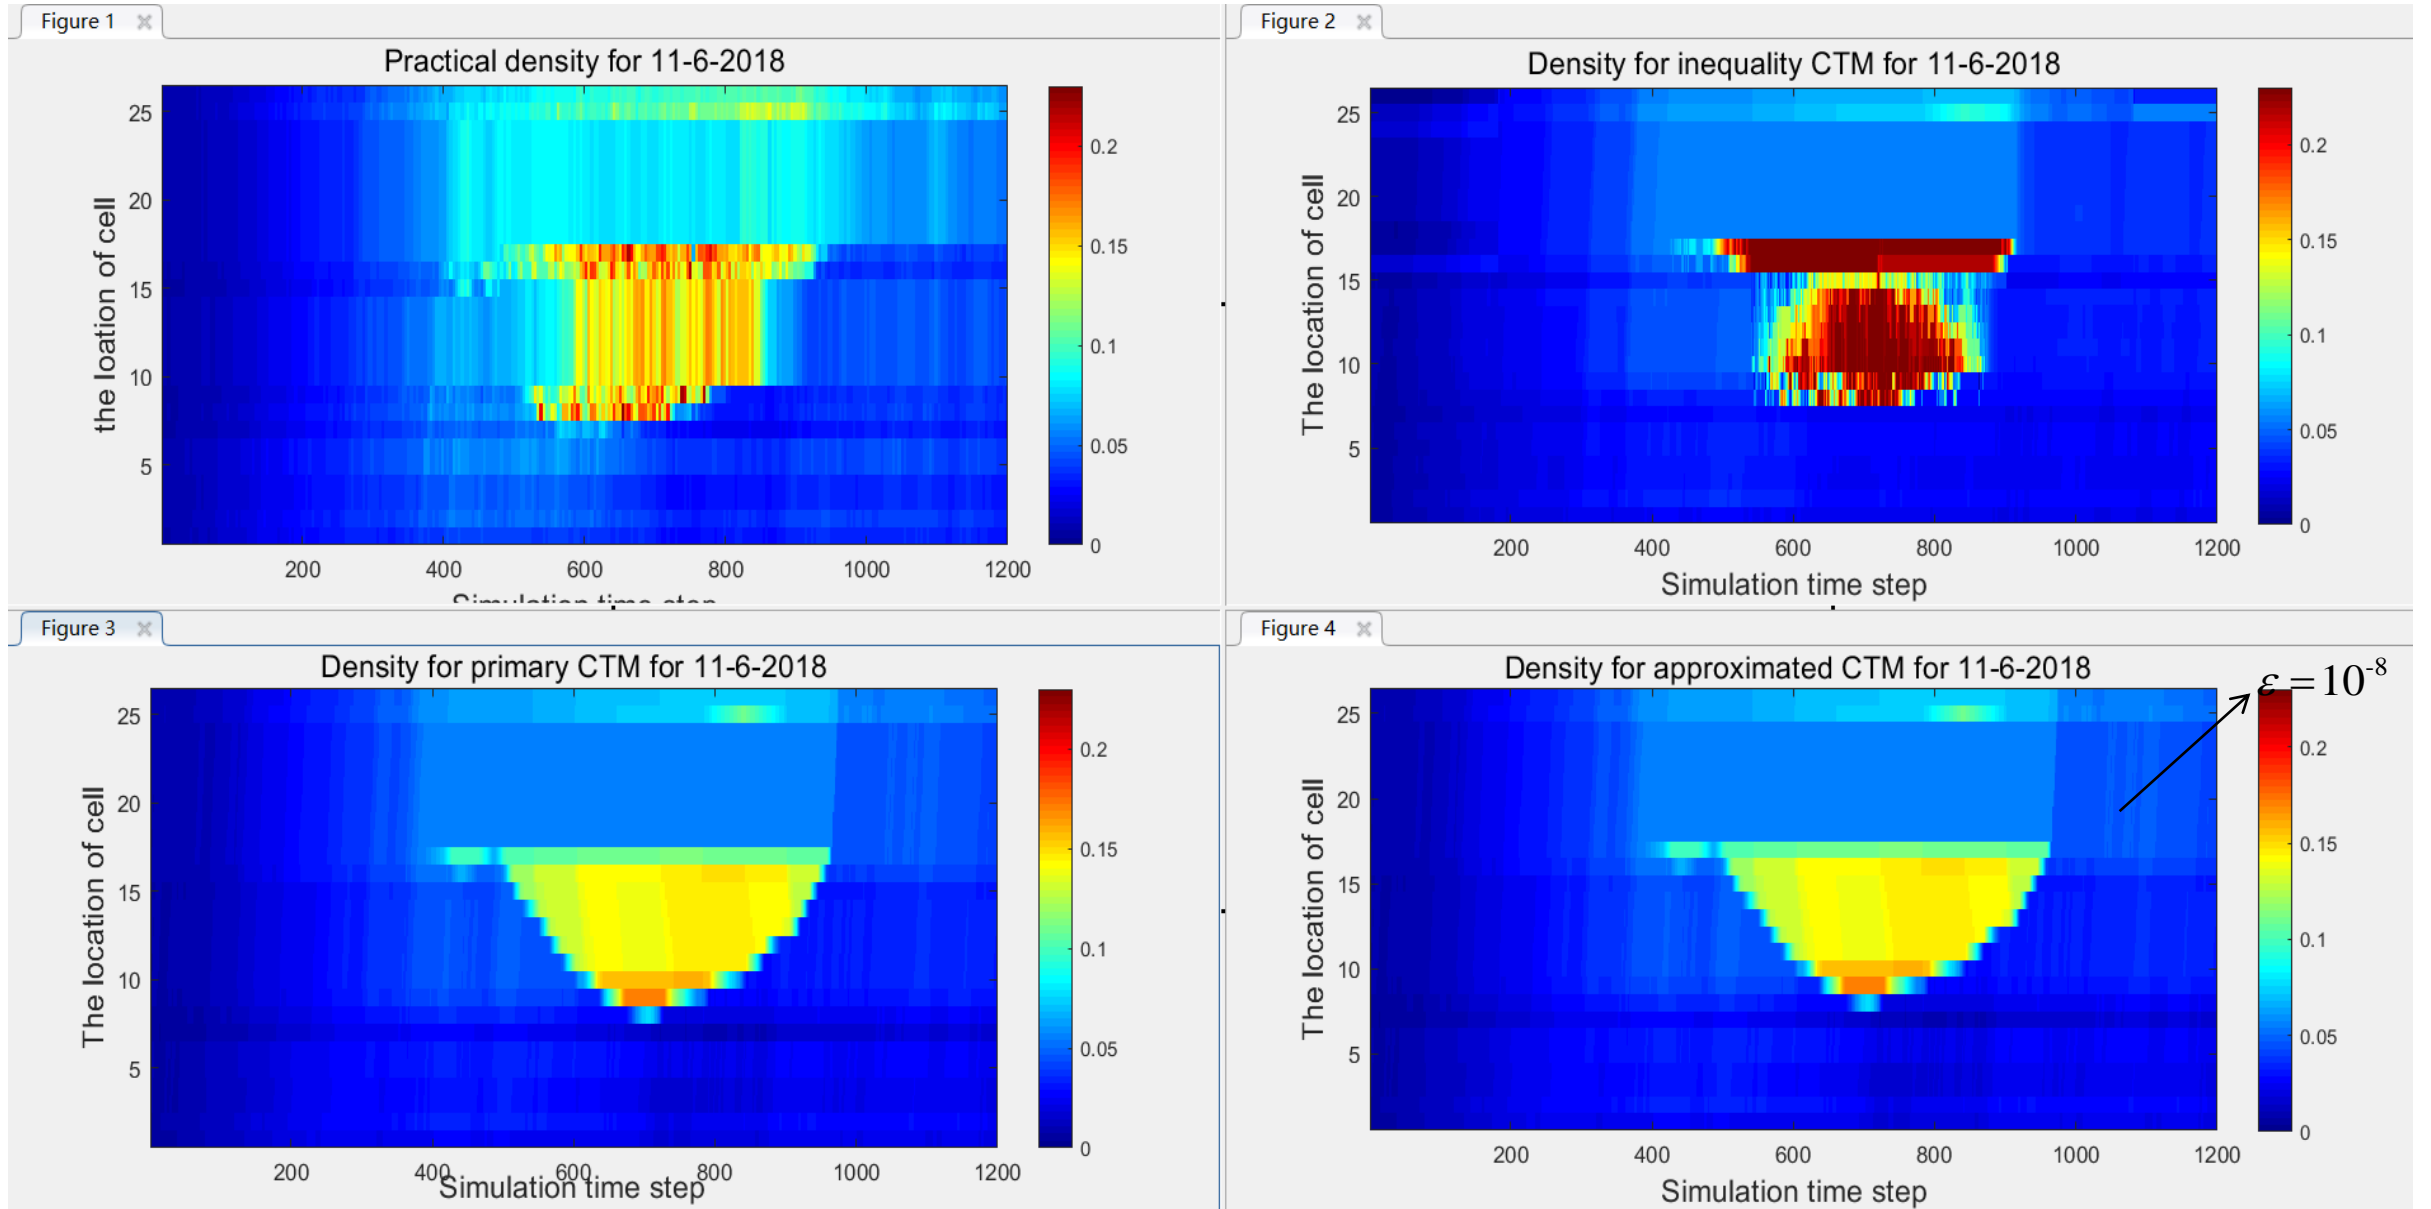 Figure 1
Practical density for 11-6-2018
the loation of cell
25
20
15
10
5
200 400 600 800 1000 1200
Simulation time step
0.2
0.15
0.1
0.05
0
Figure 2
Density for inequality CTM for 11-6-2018
The location of cell
25
20
15
10
5
200 400 600 800 1000 1200
Simulation time step
0.2
0.15
0.1
0.05
0
Figure 3
Density for primary CTM for 11-6-2018
The location of cell
25
20
15
10
5
200 400 600 800 1000 1200
Simulation time step
0.2
0.15
0.1
0.05
0
Figure 4
Density for approximated CTM for 11-6-2018
ε = 10^-8
The location of cell
25
20
15
10
5
200 400 600 800 1000 1200
Simulation time step
0.2
0.15
0.1
0.05
0